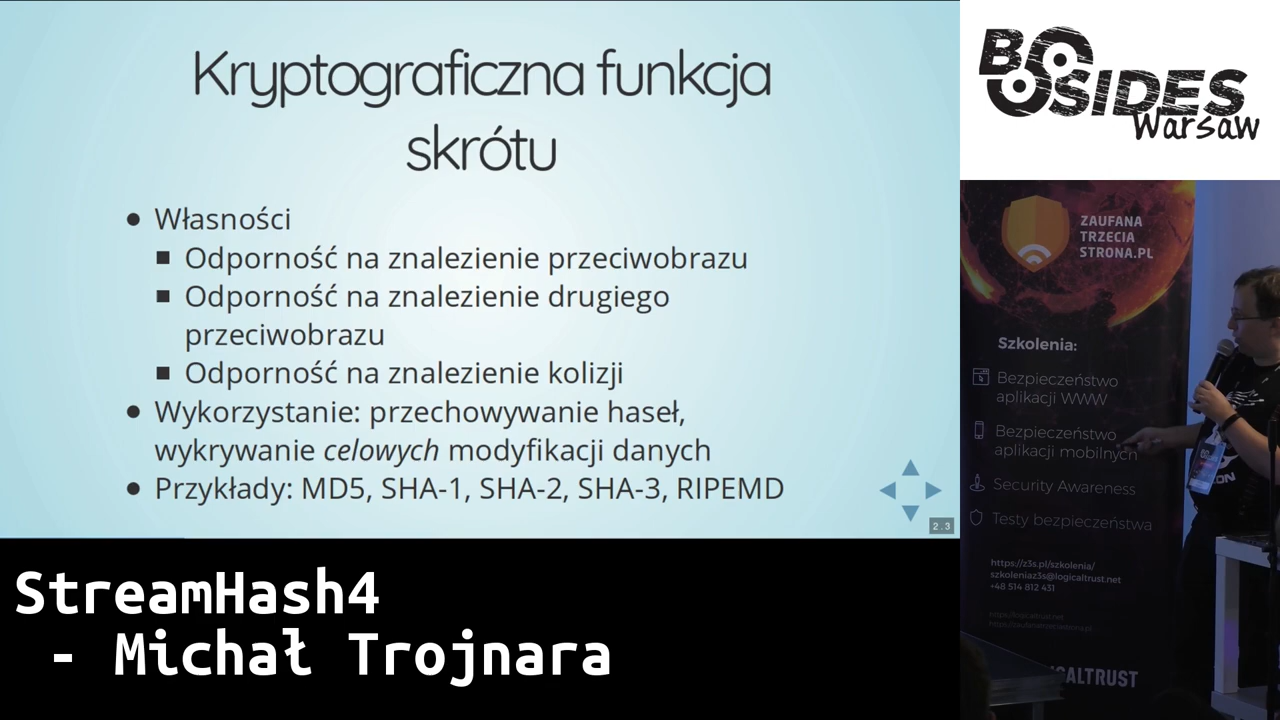 Kryptograficzna funkcja
skrótu
Własności
Odporność na znalezienie przeciwobrazu
Odporność na znalezienie drugiego
przeciwobrazu
Odporność na znalezienie kolizji
Wykorzystanie: przechowywanie haseł,
wykrywanie celowych modyfikacji danych
Przykłady: MD5, SHA-1, SHA-2, SHA-3, RIPEMD
2.3
StreamHash4
- Michał Trojnara
BSIDES
Warsaw
ZAUFANA
TRZECIA
STRONA.PL
Szkolenia:
Bezpieczeństwo
aplikacji WWW
Bezpieczeństwo
aplikacji mobilnych
Security Awareness
Testy bezpieczeństwa
https://z3s.pl/szkolenia/
szkoleniaz3s@logicaltrust.net
+48 514 812 431